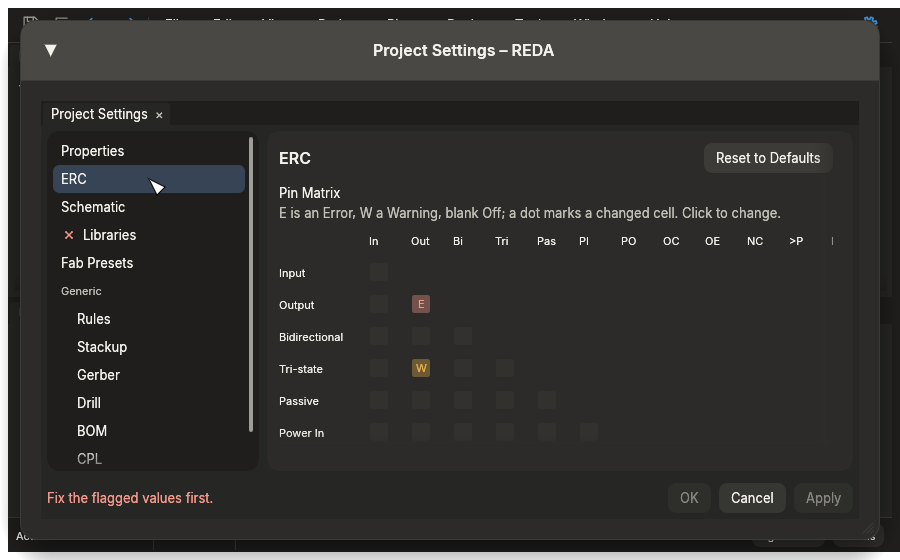 Project Settings – REDA
Project Settings ×
Properties
ERC
Schematic
× Libraries
Fab Presets
Generic
Rules
Stackup
Gerber
Drill
BOM
CPL
ERC
Reset to Defaults
Pin Matrix
E is an Error, W a Warning, blank Off; a dot marks a changed cell. Click to change.
In Out Bi Tri Pas PI PO OC OE NC >P
Input
Output E
Bidirectional
Tri-state W
Passive
Power In
Fix the flagged values first.
OK Cancel Apply